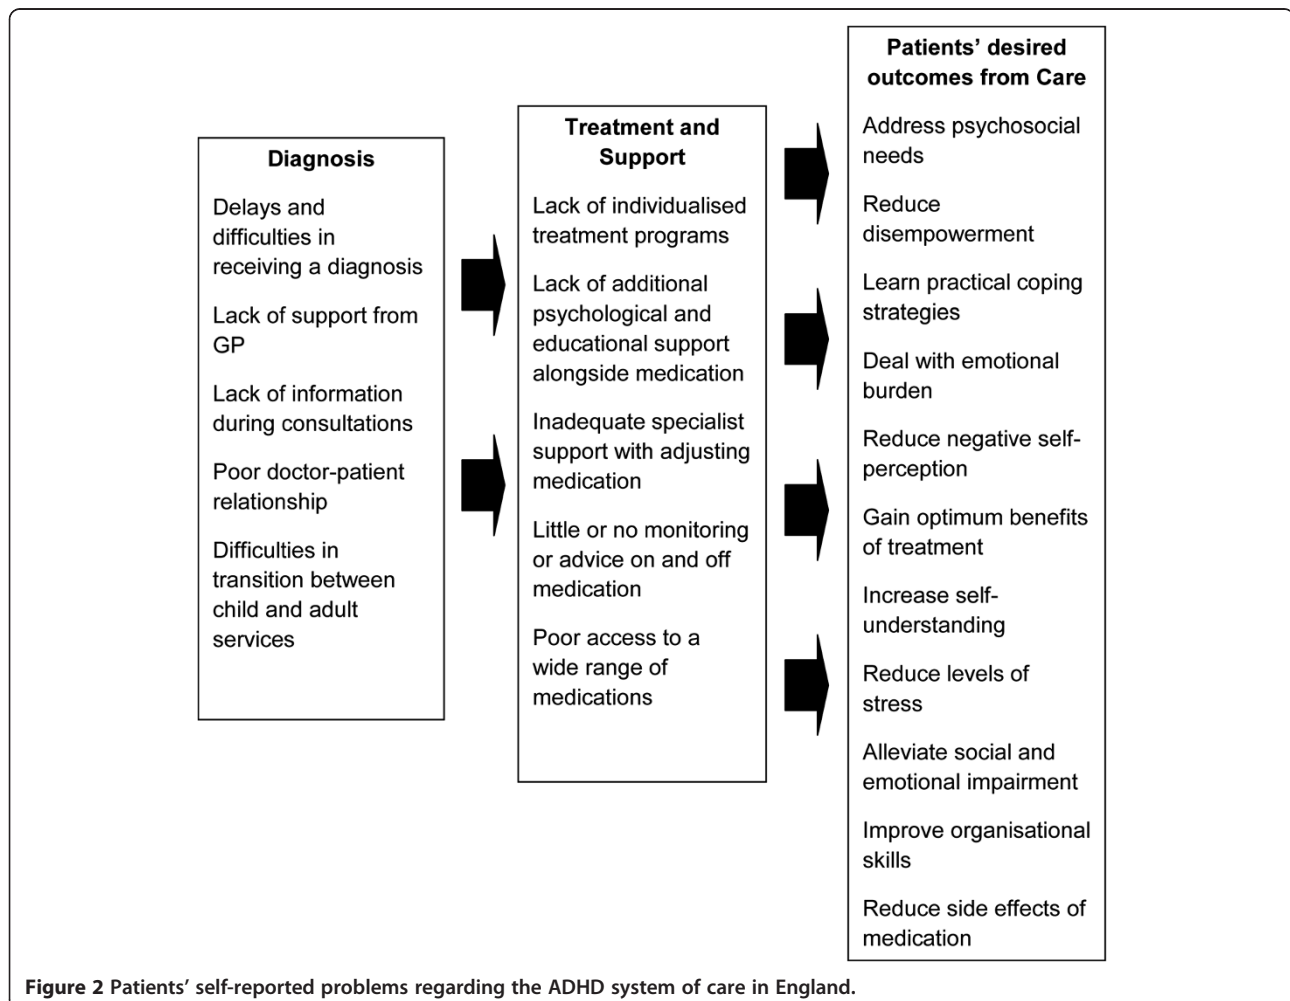 Diagnosis
Delays and
difficulties in
receiving a diagnosis
Lack of support from
GP
Lack of information
during consultations
Poor doctor-patient
relationship
Difficulties in
transition between
child and adult
services
Treatment and
Support
Lack of individualised
treatment programs
Lack of additional
psychological and
educational support
alongside medication
Inadequate specialist
support with adjusting
medication
Little or no monitoring
or advice on and off
medication
Poor access to a
wide range of
medications
Patients’ desired
outcomes from Care
Address psychosocial
needs
Reduce
disempowerment
Learn practical coping
strategies
Deal with emotional
burden
Reduce negative self-
perception
Gain optimum benefits
of treatment
Increase self-
understanding
Reduce levels of
stress
Alleviate social and
emotional impairment
Improve organisational
skills
Reduce side effects of
medication
Figure 2 Patients’ self-reported problems regarding the ADHD system of care in England.